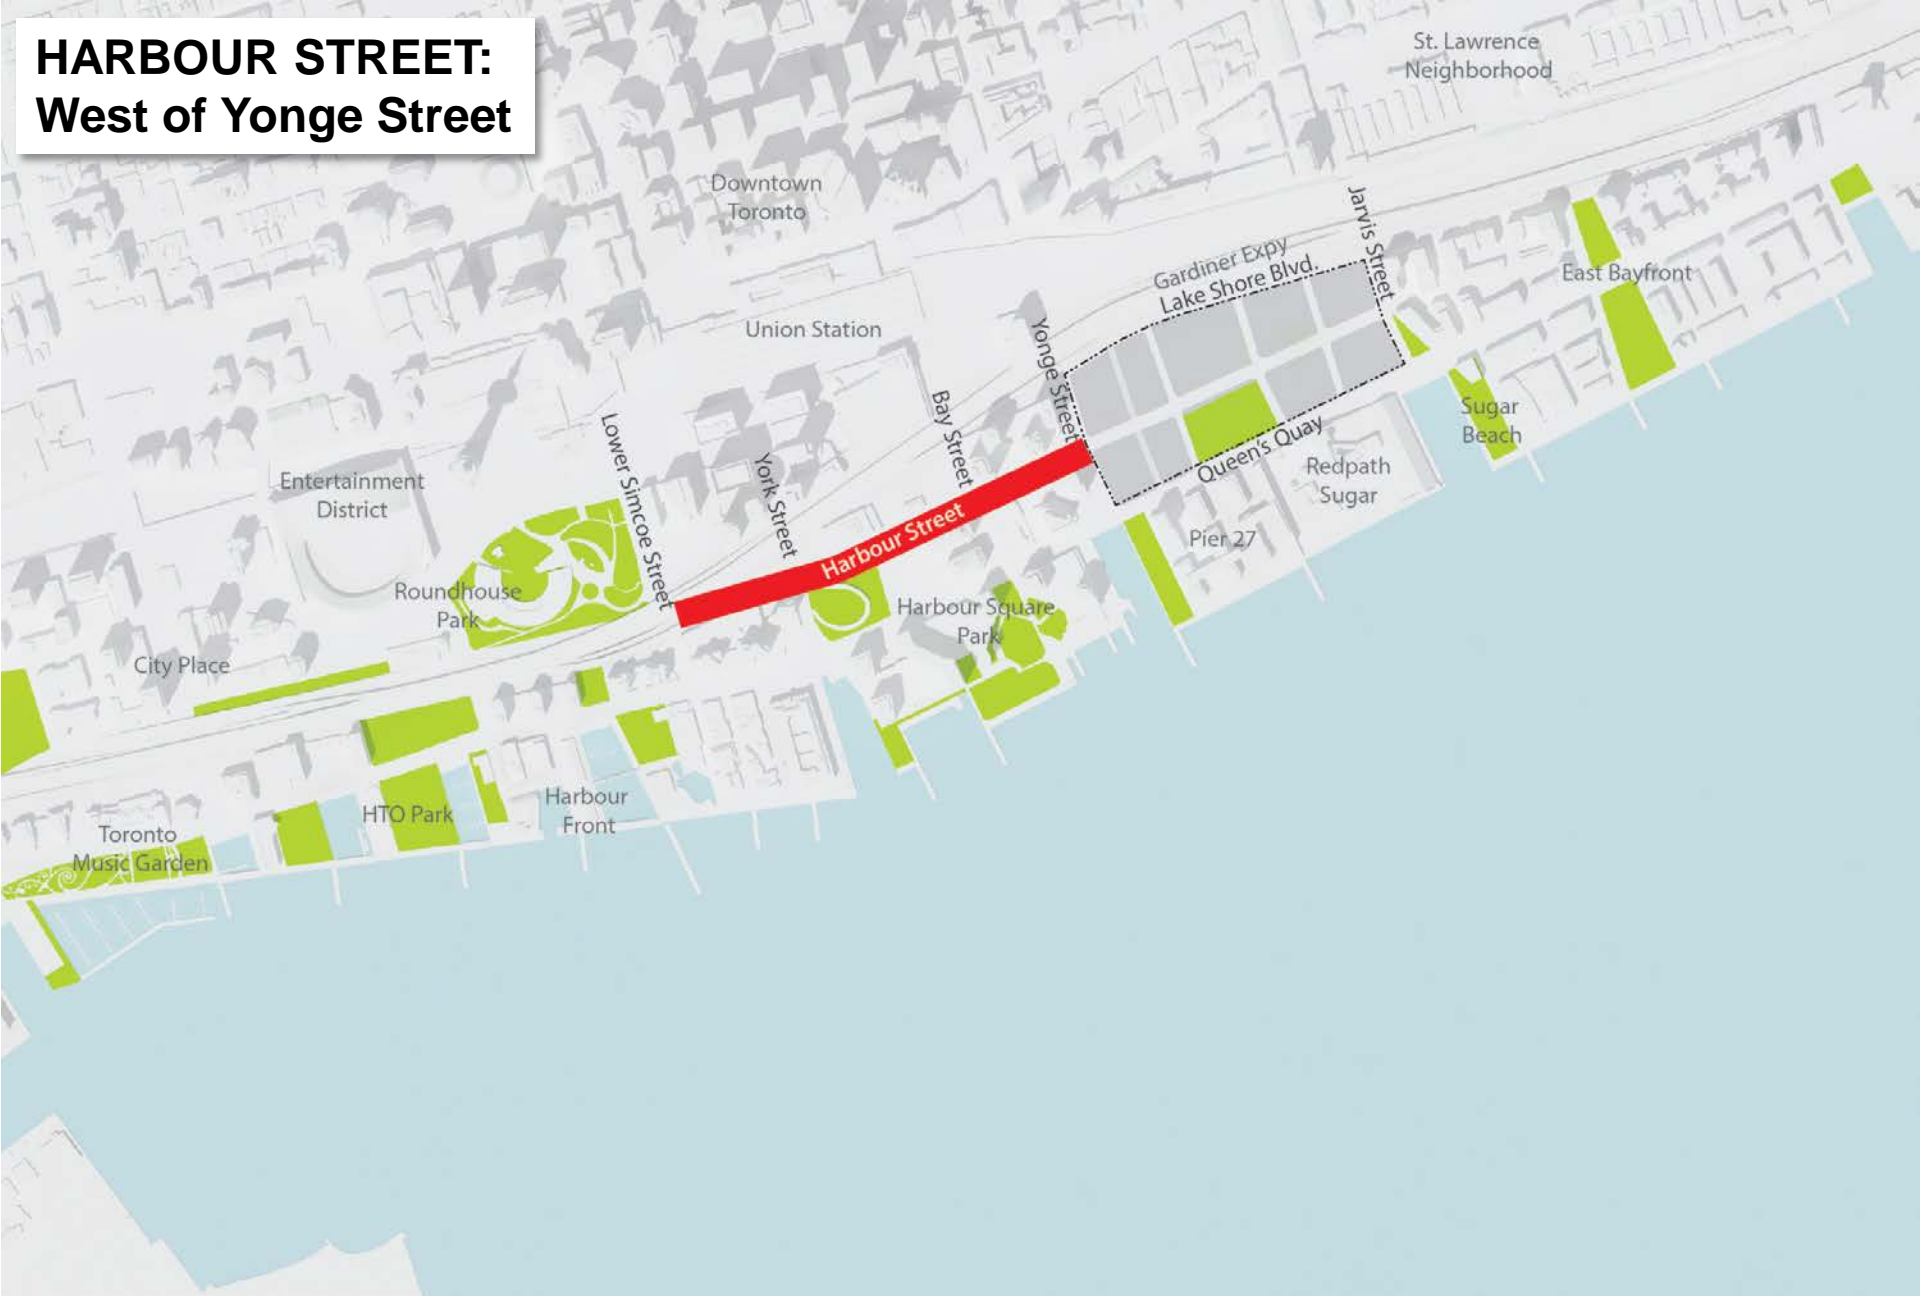 HARBOUR STREET:
West of Yonge Street
St. Lawrence
Neighborhood
Downtown
Toronto
Jarvis Street
Gardiner Expy
Lake Shore Blvd.
East Bayfront
Union Station
Yonge Street
Bay Street
Lower Simcoe Street
York Street
Sugar
Beach
Queen's Quay
Redpath
Sugar
Entertainment
District
Harbour Street
Pier 27
Roundhouse
Park
Harbour Square
Park
City Place
Harbour
Front
HTO Park
Toronto
Music Garden